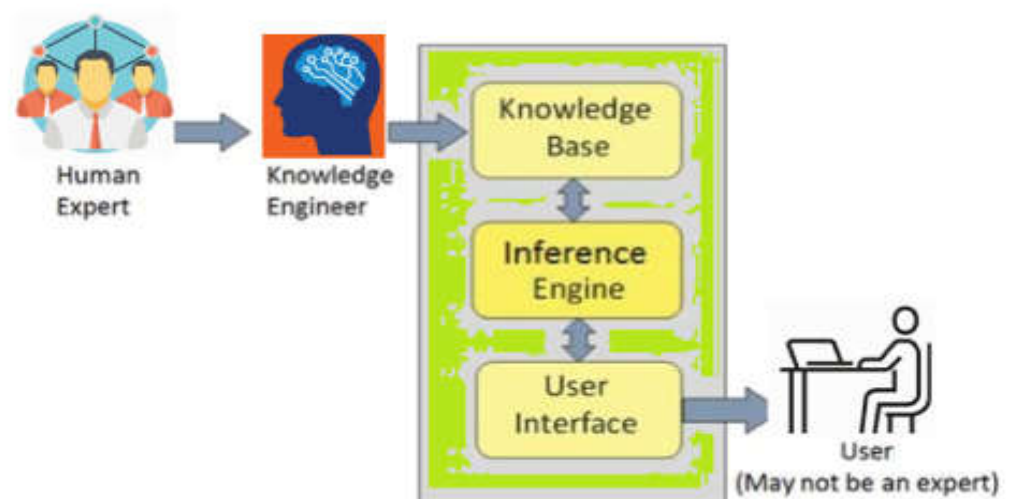 Human
Expert
Knowledge
Engineer
Knowledge
Base
Inference
Engine
User
Interface
User
(May not be an expert)